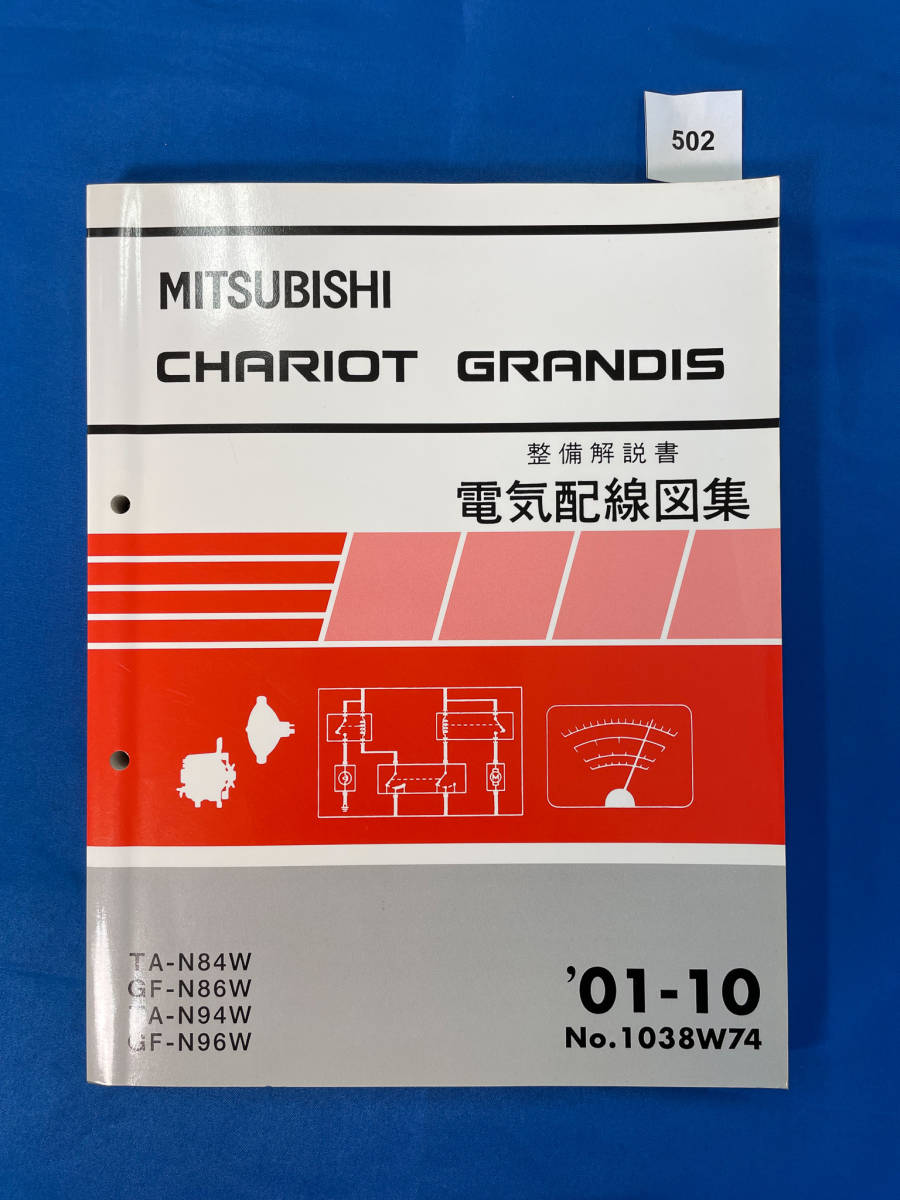 502
MITSUBISHI
CHARIOT GRANDIS
整備解説書
電気配線図集
M
TA-N84W
GF-N86W
TA-N94W
GF-N96W
'01-10
No.1038W74